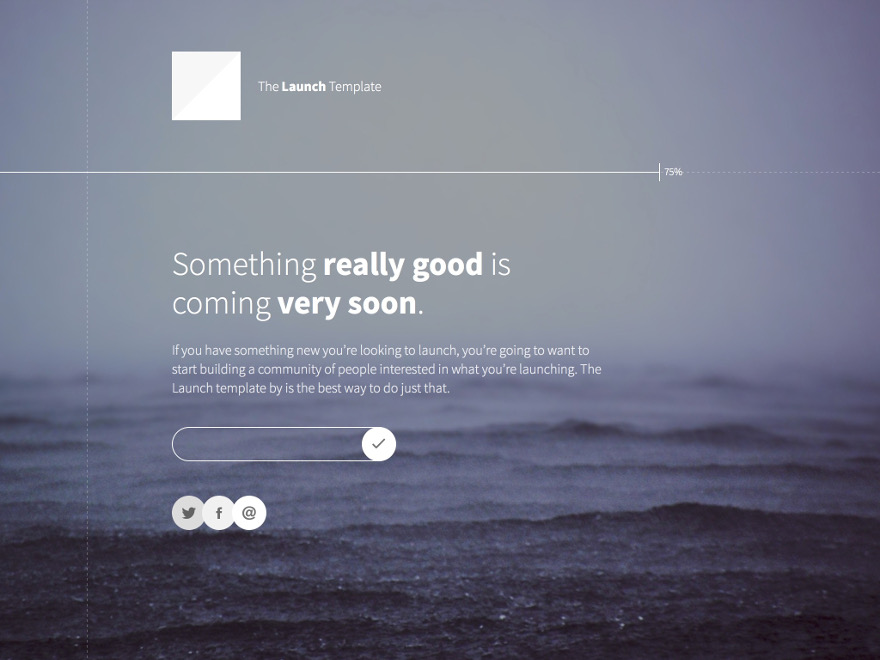 The Launch Template
75%
Something really good is
coming very soon.
If you have something new you’re looking to launch, you’re going to want to
start building a community of people interested in what you’re launching. The
Launch template by is the best way to do just that.